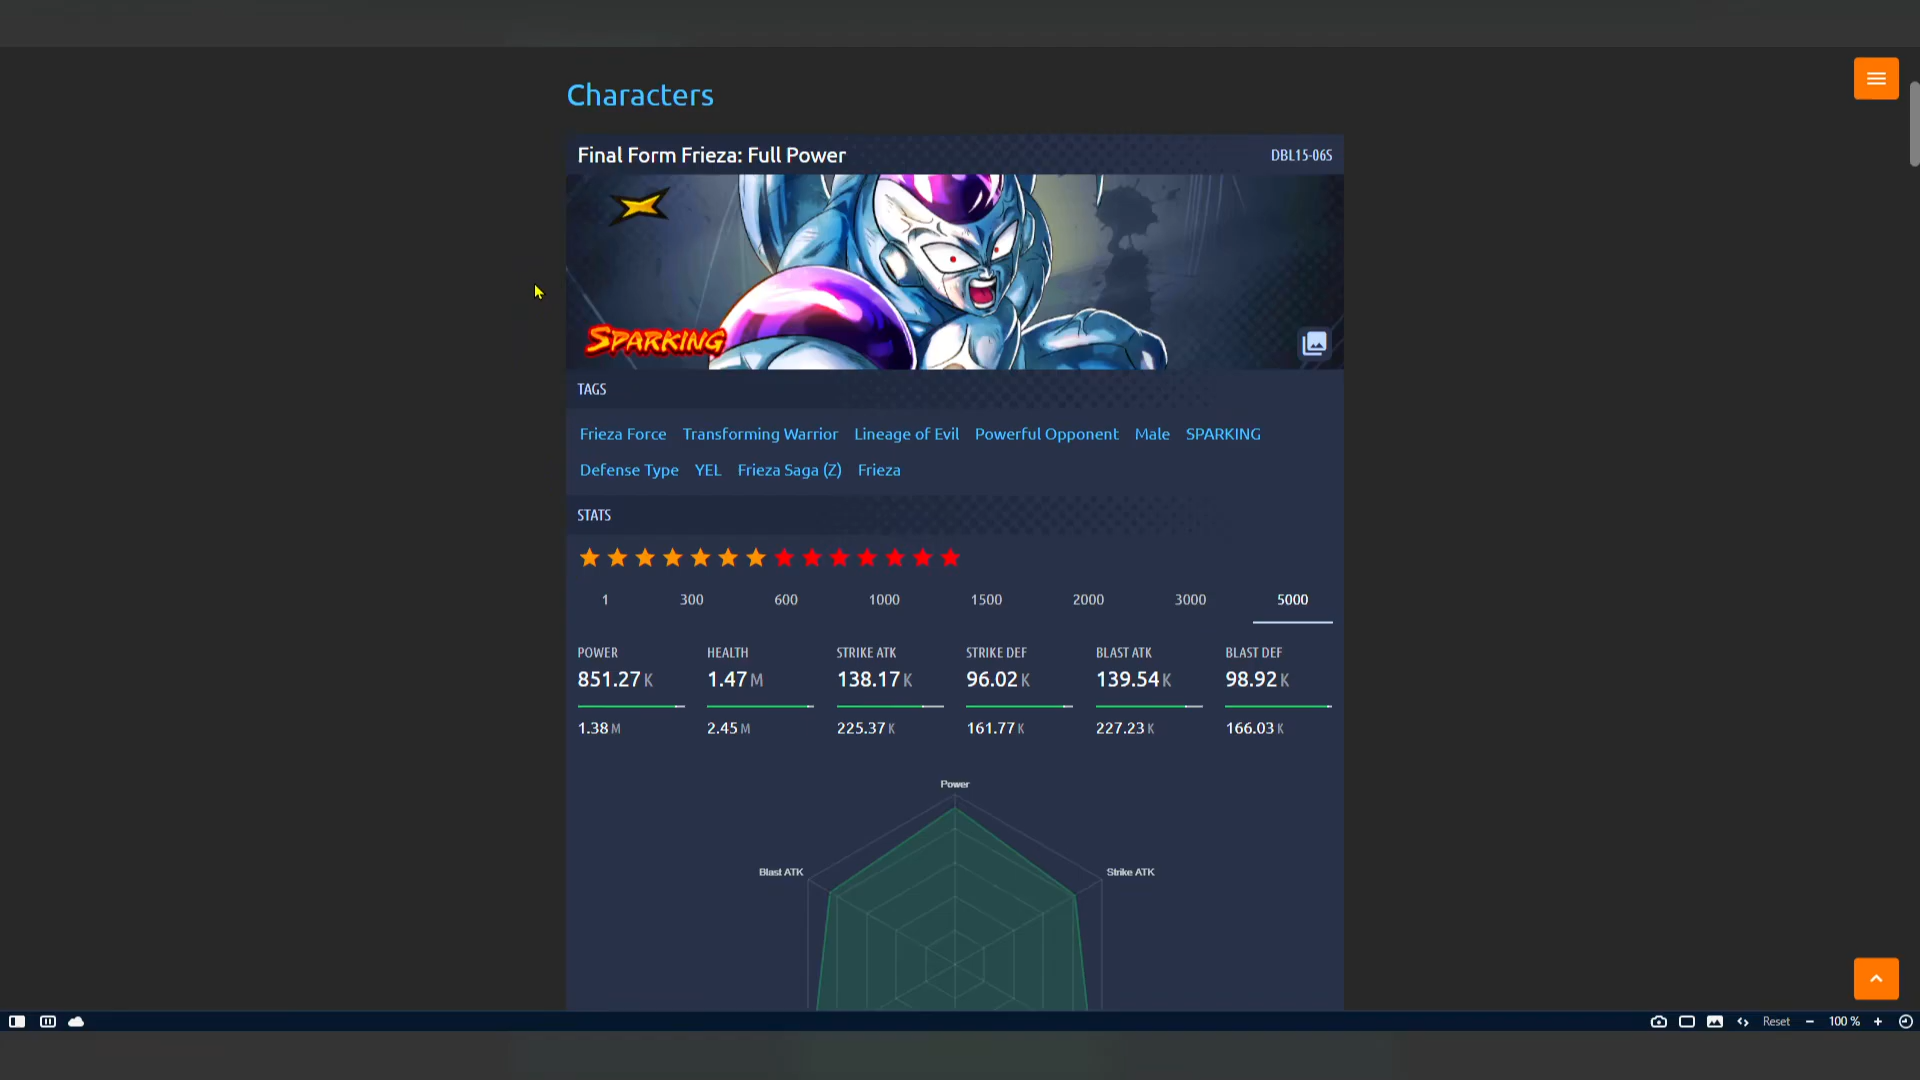 Characters
Final Form Frieza: Full Power DBL15-06S
SPARKING
TAGS
Frieza Force Transforming Warrior Lineage of Evil Powerful Opponent Male SPARKING
Defense Type YEL Frieza Saga (Z) Frieza
STATS
1 300 600 1000 1500 2000 3000 5000
POWER HEALTH STRIKE ATK STRIKE DEF BLAST ATK BLAST DEF
851.27 K 1.47 M 138.17 K 96.02 K 139.54 K 98.92 K
1.38 M 2.45 M 225.37 K 161.77 K 227.23 K 166.03 K
Power
Blast ATK Strike ATK
Reset − 100 % +